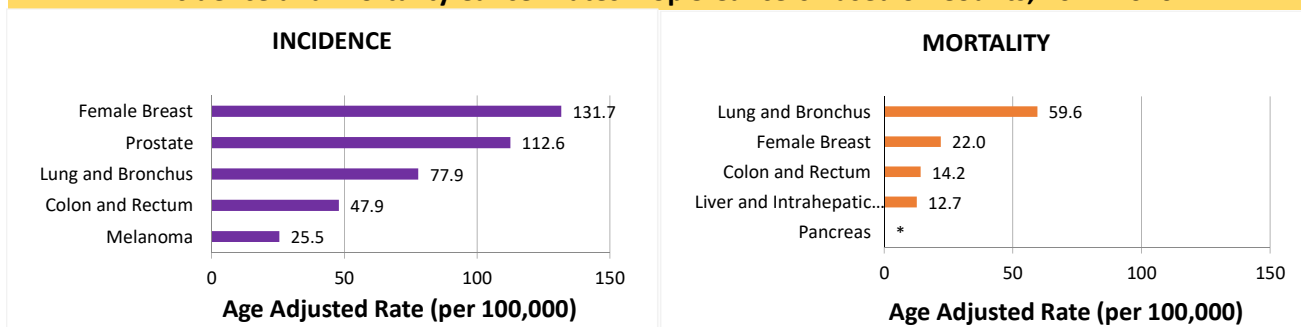 INCIDENCE
Female Breast 131.7
Prostate 112.6
Lung and Bronchus 77.9
Colon and Rectum 47.9
Melanoma 25.5
0 50 100 150
Age Adjusted Rate (per 100,000)
MORTALITY
Lung and Bronchus 59.6
Female Breast 22.0
Colon and Rectum 14.2
Liver and Intrahepatic... 12.7
Pancreas *
0 50 100 150
Age Adjusted Rate (per 100,000)